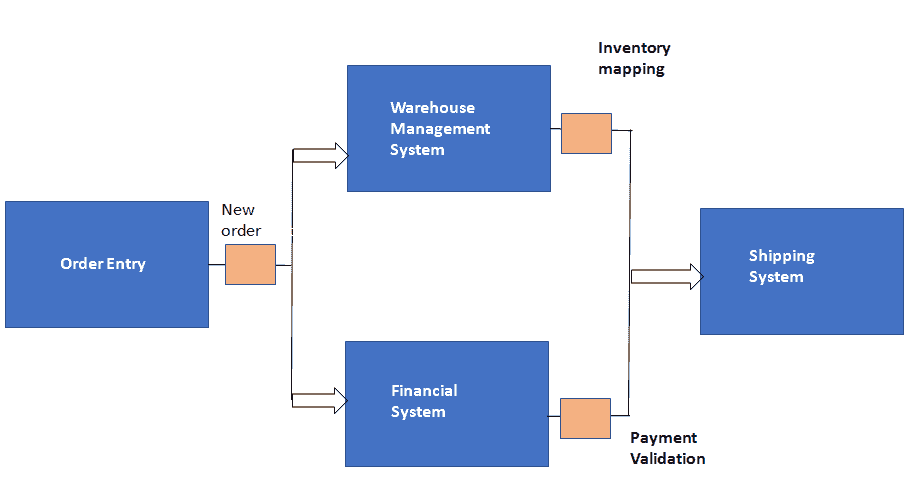 Inventory
mapping
Warehouse
Management
System
New
order
Order Entry
Shipping
System
Financial
System
Payment
Validation